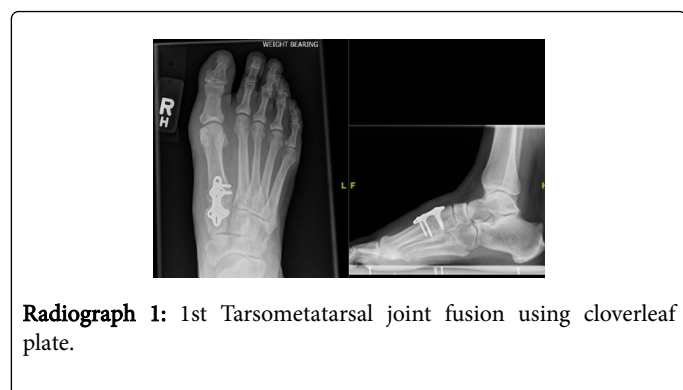 WEIGHT BEARING
R
H
L F
H
Radiograph 1: 1st Tarsometatarsal joint fusion using cloverleaf
plate.